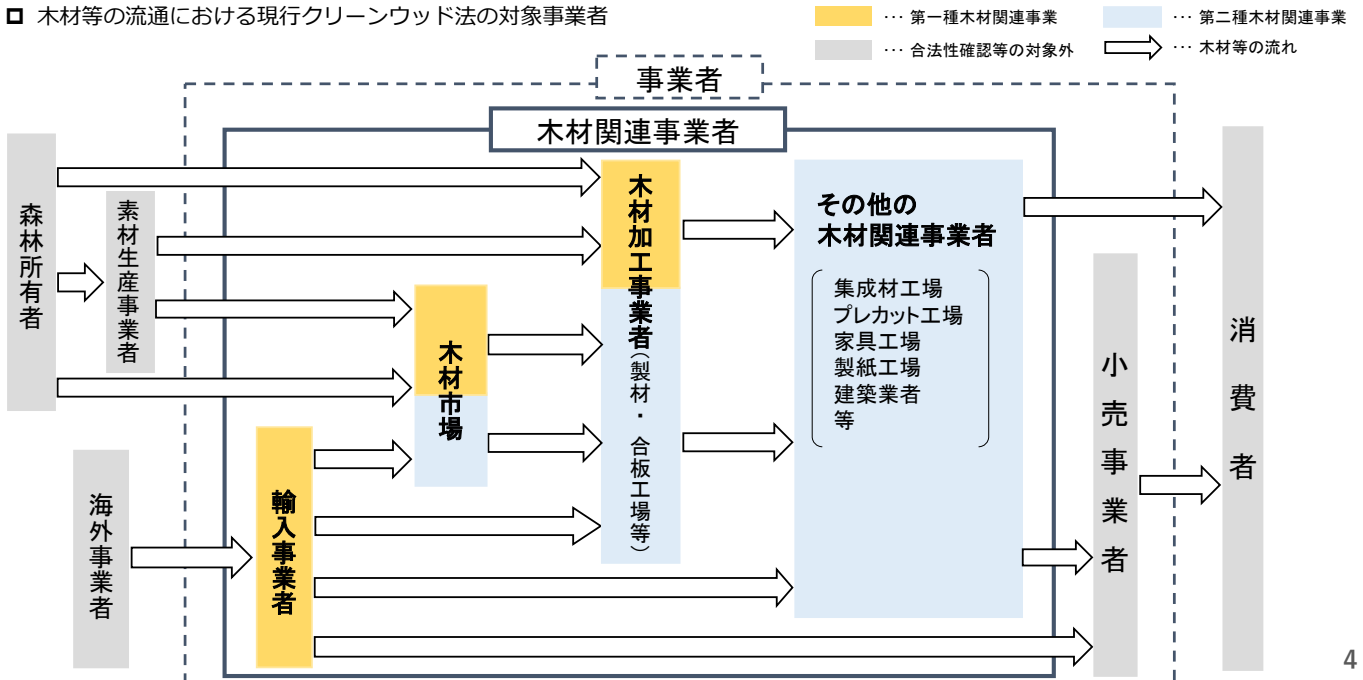 木材等の流通における現行クリーンウッド法の対象事業者
… 第一種木材関連事業
… 第二種木材関連事業
… 合法性確認等の対象外
… 木材等の流れ
事業者
木材関連事業者
森林所有者
素材生産事業者
海外事業者
輸入事業者
木材市場
木材加工事業者(製材・合板工場等)
その他の
木材関連事業者
集成材工場
プレカット工場
家具工場
製紙工場
建築業者
等
小売事業者
消費者
4